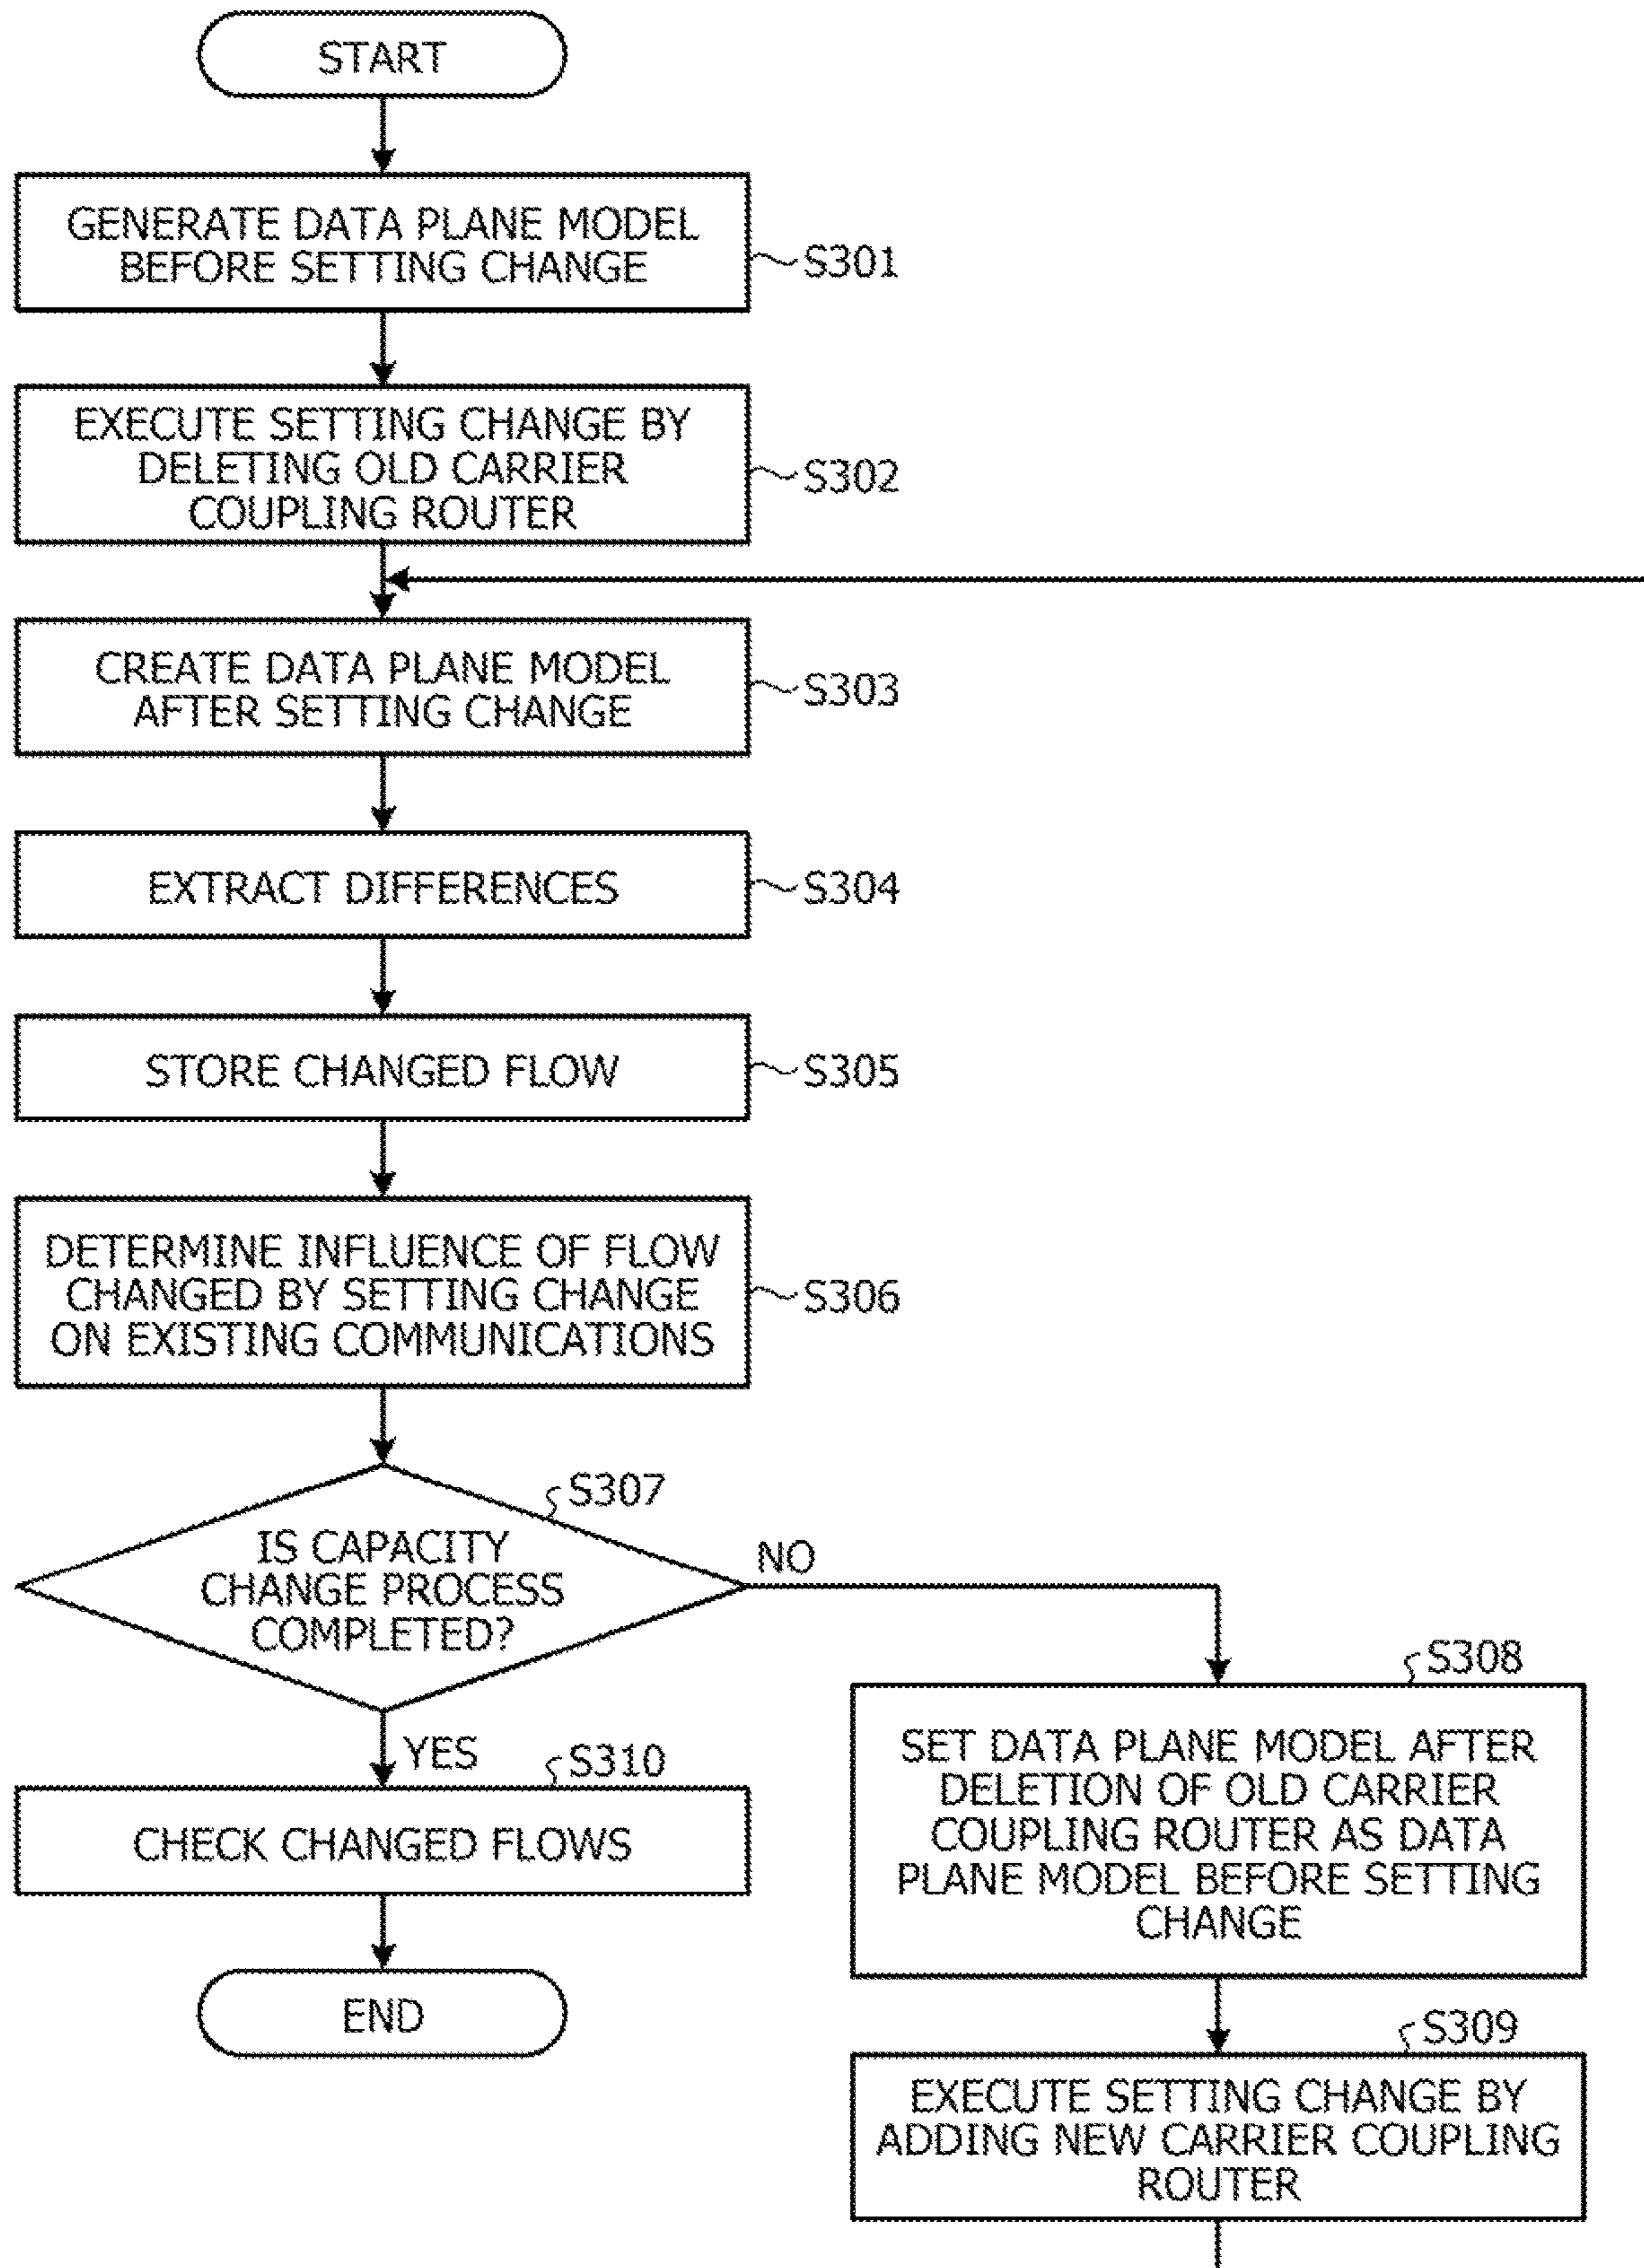 START
GENERATE DATA PLANE MODEL
BEFORE SETTING CHANGE
S301
EXECUTE SETTING CHANGE BY
DELETING OLD CARRIER
COUPLING ROUTER
S302
CREATE DATA PLANE MODEL
AFTER SETTING CHANGE
S303
EXTRACT DIFFERENCES
S304
STORE CHANGED FLOW
S305
DETERMINE INFLUENCE OF FLOW
CHANGED BY SETTING CHANGE
ON EXISTING COMMUNICATIONS
S306
S307
IS CAPACITY
CHANGE PROCESS
COMPLETED?
NO
YES
S308
SET DATA PLANE MODEL AFTER
DELETION OF OLD CARRIER
COUPLING ROUTER AS DATA
PLANE MODEL BEFORE SETTING
CHANGE
S309
EXECUTE SETTING CHANGE BY
ADDING NEW CARRIER COUPLING
ROUTER
S310
CHECK CHANGED FLOWS
END